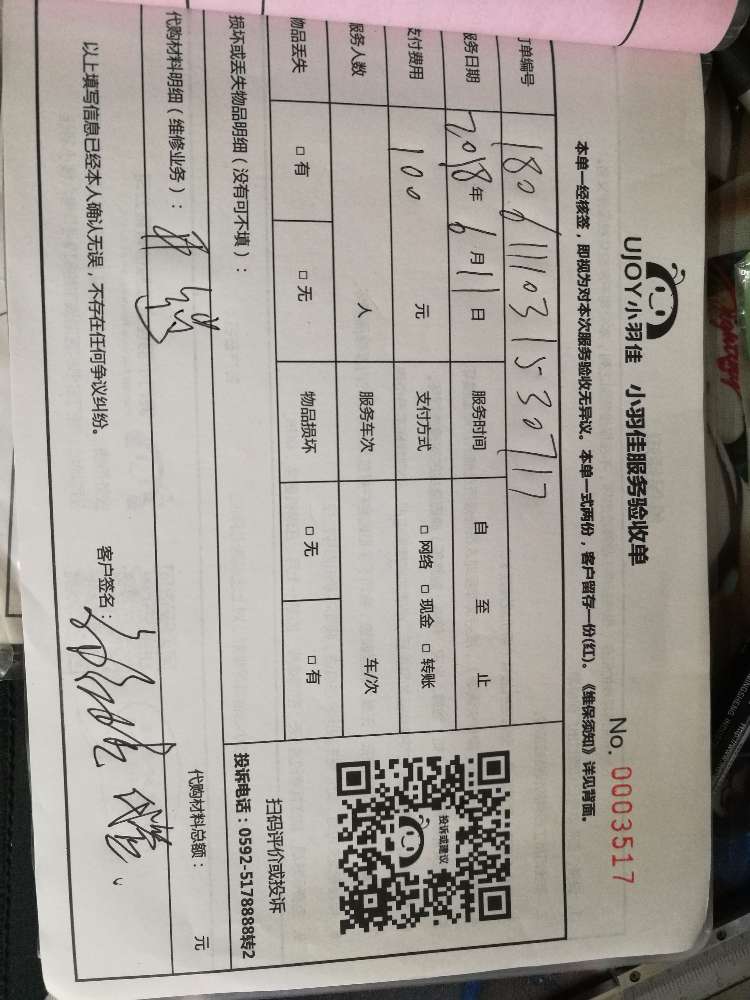 UJOY小羽佳 小羽佳服务验收单
No. 0003517
本单一经核签，即视为对本次服务验收无异议。本单一式两份，客户留存一份(红)。《维保须知》详见背面。
订单编号 1806111031530717
服务日期 2018年6月11日 服务时间 自 至 止
支付费用 100 元 支付方式 □ 网络 □ 现金 □ 转账
服务人数 人 服务车次 车/次
物品丢失 □ 有 □ 无 物品损坏 □ 无 □ 有
投诉或建议
扫码评价或投诉
投诉电话：0592-5178888转2
损坏或丢失物品明细（没有可不填）：
代购材料明细（维修业务）： 代购材料总额： 元
以上填写信息已经本人确认无误，不存在任何争议纠纷。 客户签名：